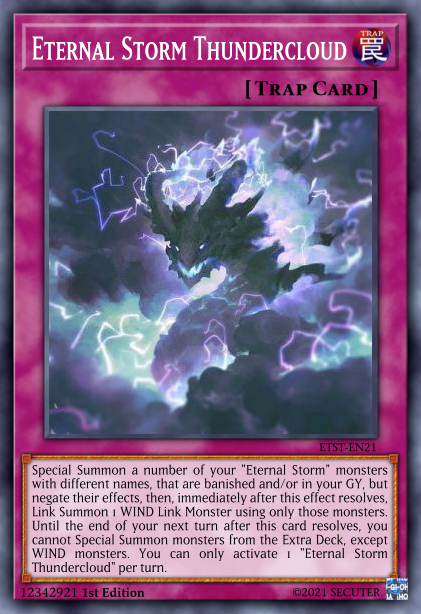 Eternal Storm Thundercloud
TRAP
罠
[Trap Card]
ETST-EN21
Special Summon a number of your "Eternal Storm" monsters
with different names, that are banished and/or in your GY, but
negate their effects, then, immediately after this effect resolves,
Link Summon 1 WIND Link Monster using only those monsters.
Until the end of your next turn after this card resolves, you
cannot Special Summon monsters from the Extra Deck, except
WIND monsters. You can only activate 1 "Eternal Storm
Thundercloud" per turn.
12342921 1st Edition
©2021 SECUTER